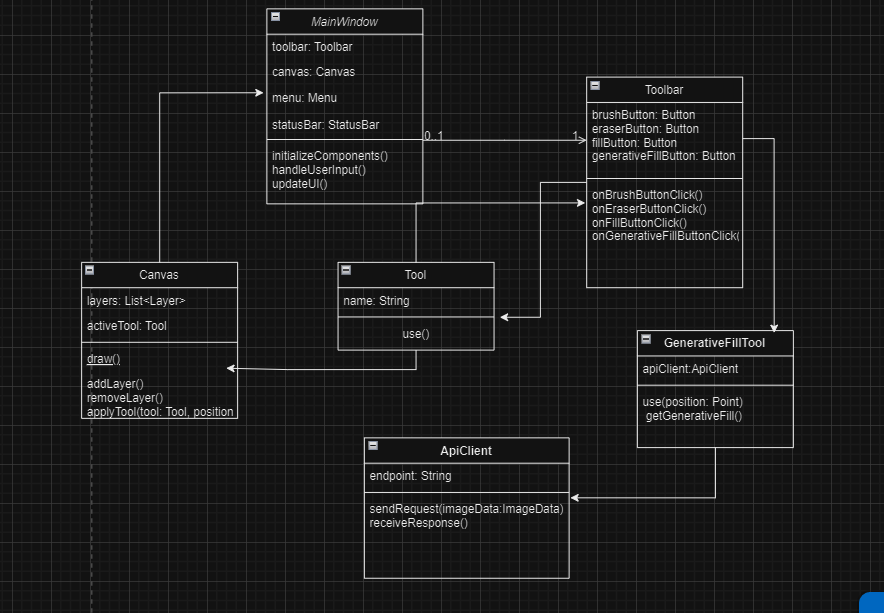 MainWindow
toolbar: Toolbar
canvas: Canvas
menu: Menu
statusBar: StatusBar
initializeComponents()
handleUserInput()
updateUI()
0..1
1
Toolbar
brushButton: Button
eraserButton: Button
fillButton: Button
generativeFillButton: Button
onBrushButtonClick()
onEraserButtonClick()
onFillButtonClick()
onGenerativeFillButtonClick(
Canvas
layers: List<Layer>
activeTool: Tool
draw()
addLayer()
removeLayer()
applyTool(tool: Tool, position
Tool
name: String
use()
GenerativeFillTool
apiClient:ApiClient
use(position: Point)
getGenerativeFill()
ApiClient
endpoint: String
sendRequest(imageData:ImageData)
receiveResponse()